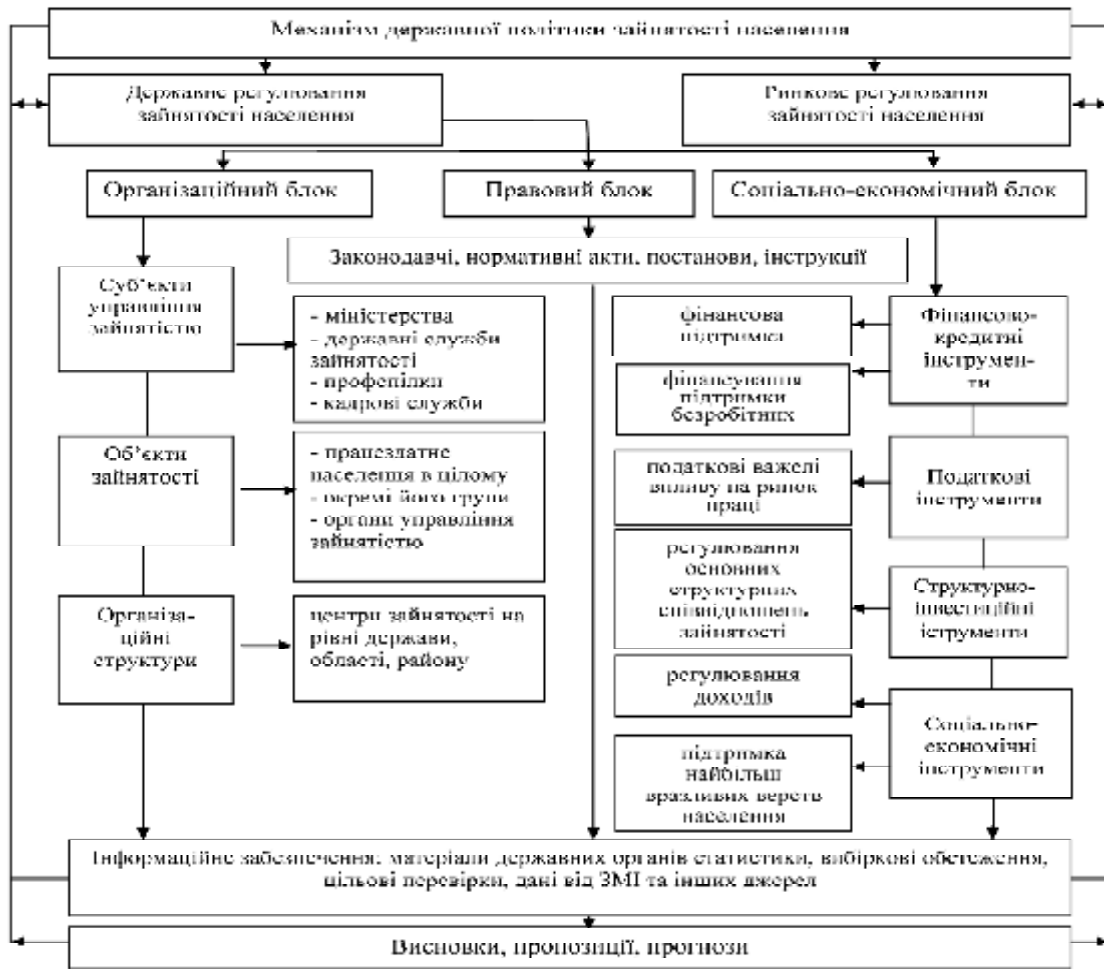 Механізм державної політики зайнятості населення
Державне регулювання
зайнятості населення
Ринкове регулювання
зайнятості населення
Організаційний блок
Правовий блок
Соціально-економічний блок
Законодавчі, нормативні акти, постанови, інструкції
Суб’єкти
управління
зайнятістю
- міністерства
- державні служби
зайнятості
- профспілки
- кадрові служби
фінансова
підтримка
фінансування
підтримки
безробітних
Фінансово-
кредитні
інструмен-
ти
Об’єкти
зайнятості
- працездатне
населення в цілому
- окремі його групи
- органи управління
зайнятістю
податкові важелі
впливу на ринок
праці
Податкові
інструменти
регулювання
основних
структурних
співвідношень
зайнятості
Структурно-
інвестиційні
іструменти
Організа-
ційні
структури
центри зайнятості на
рівні держави,
області, району
регулювання
доходів
підтримка
найбільш
вразливих верств
населення
Соціально-
економічні
інструменти
Інформаційне забезпечення: матеріали державних органів статистики, вибіркові обстеження,
цільові перевірки, дані від ЗМІ та інших джерел
Висновки, пропозиції, прогнози